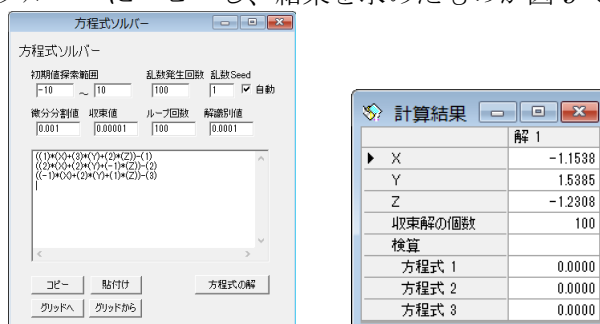 方程式ソルバー
方程式ソルバー
初期値探索範囲 乱数発生回数 乱数Seed
-10 ～ 10 100 1 自動
微分分割値 収束値 ループ回数 解識別値
0.001 0.00001 100 0.0001
((1)*(X)+(3)*(Y)+(2)*(Z))-(1)
((2)*(X)+(2)*(Y)+(-1)*(Z))-(2)
((-1)*(X)+(2)*(Y)+(1)*(Z))-(3)
コピー 貼付け 方程式の解
グリッドへ グリッドから
計算結果
解 1
X -1.1538
Y 1.5385
Z -1.2308
収束解の個数 100
検算
方程式 1 0.0000
方程式 2 0.0000
方程式 3 0.0000